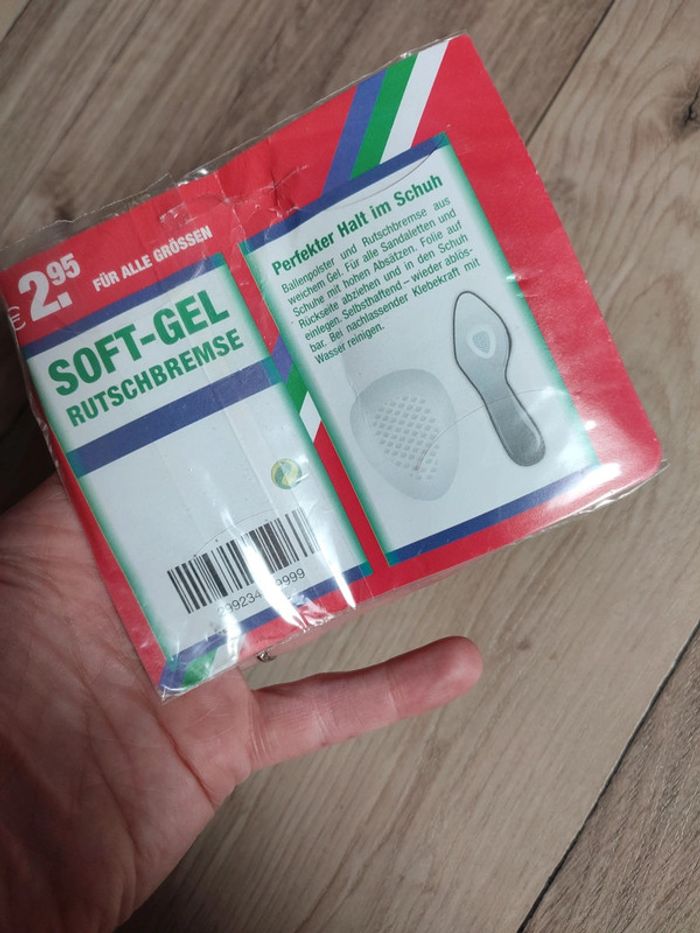 2.95
FÜR ALLE GRÖSSEN
SOFT-GEL
RUTSCHBREMSE
Perfekter Halt im Schuh
Ballenpolster und Rutschbremse aus
weichem Gel. Für alle Sandaletten und
Schuhe mit hohen Absätzen. Folie auf
Rückseite abziehen und in den Schuh
einlegen. Selbsthaftend – wieder ablös-
bar. Bei nachlassender Klebekraft mit
Wasser reinigen.